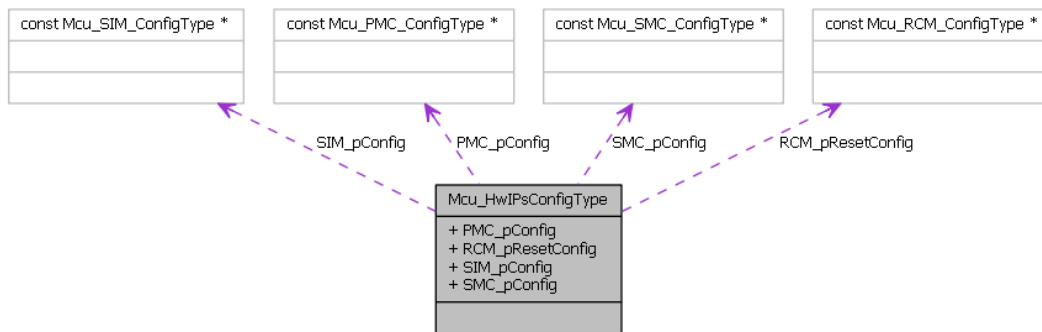 const Mcu_SIM_ConfigType *
const Mcu_PMC_ConfigType *
const Mcu_SMC_ConfigType *
const Mcu_RCM_ConfigType *
SIM_pConfig
PMC_pConfig
SMC_pConfig
RCM_pResetConfig
Mcu_HwIPsConfigType
+ PMC_pConfig
+ RCM_pResetConfig
+ SIM_pConfig
+ SMC_pConfig